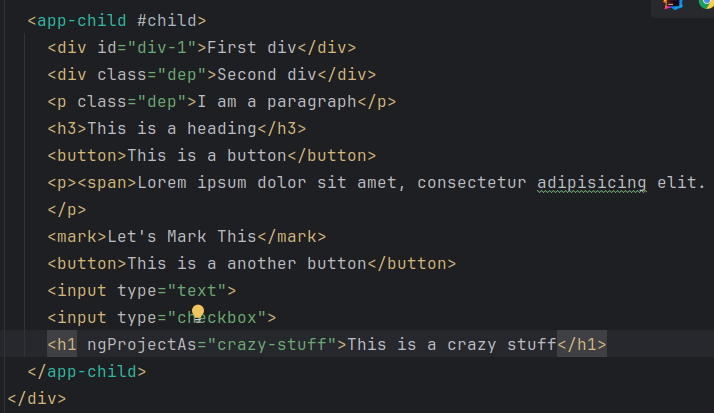 <app-child #child>
<div id="div-1">First div</div>
<div class="dep">Second div</div>
<p class="dep">I am a paragraph</p>
<h3>This is a heading</h3>
<button>This is a button</button>
<p><span>Lorem ipsum dolor sit amet, consectetur adipisicing elit.
</p>
<mark>Let's Mark This</mark>
<button>This is a another button</button>
<input type="text">
<input type="checkbox">
<h1 ngProjectAs="crazy-stuff">This is a crazy stuff</h1>
</app-child>
</div>